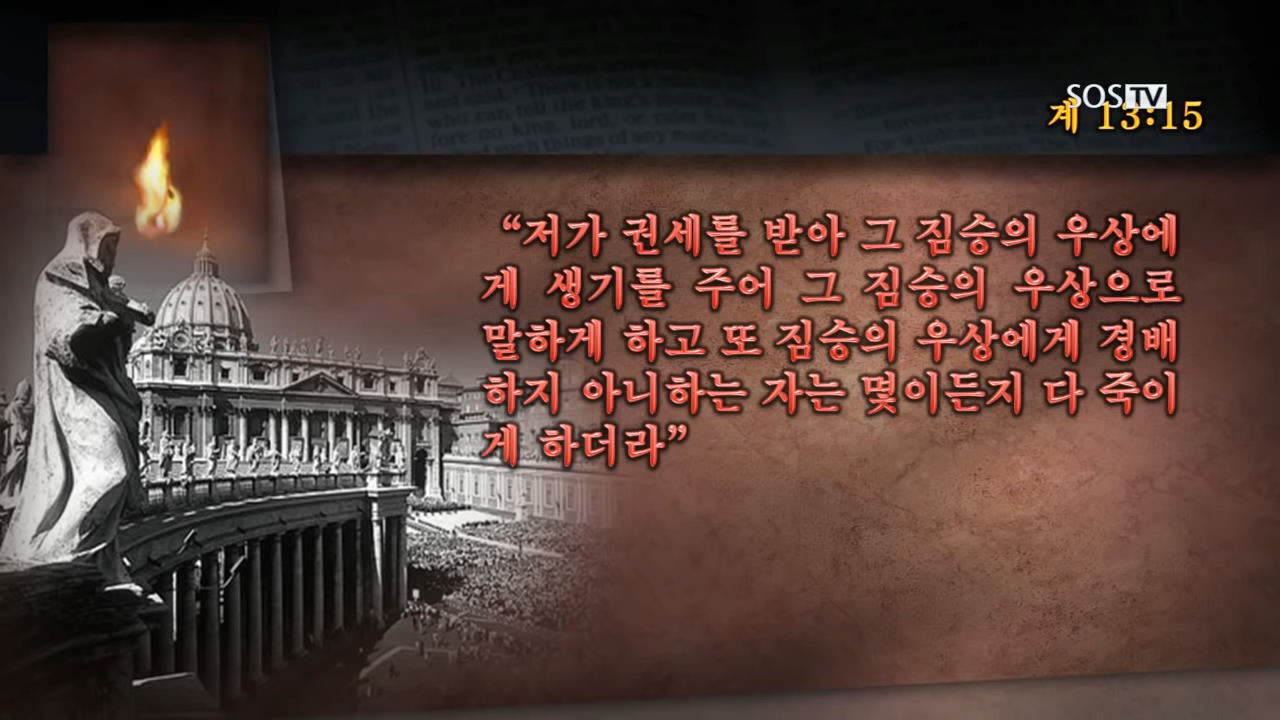 SOSTV
계 13:15
“저가 권세를 받아 그 짐승의 우상에
게 생기를 주어 그 짐승의 우상으로
말하게 하고 또 짐승의 우상에게 경배
하지 아니하는 자는 몇이든지 다 죽이
게 하더라”